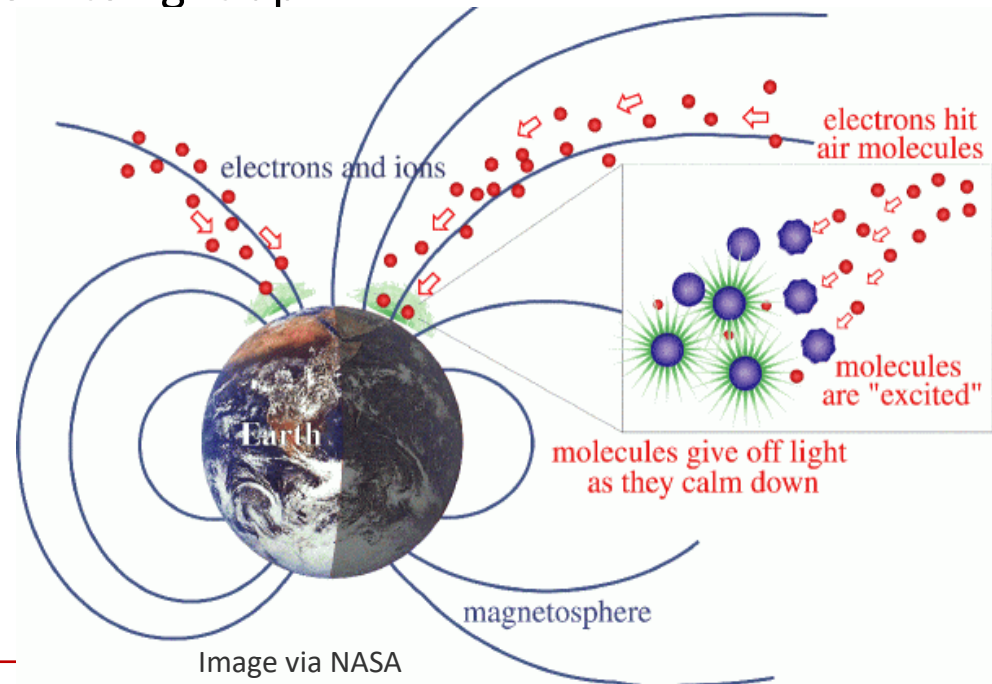 electrons and ions
electrons hit
air molecules
molecules
are "excited"
Earth
molecules give off light
as they calm down
magnetosphere
Image via NASA